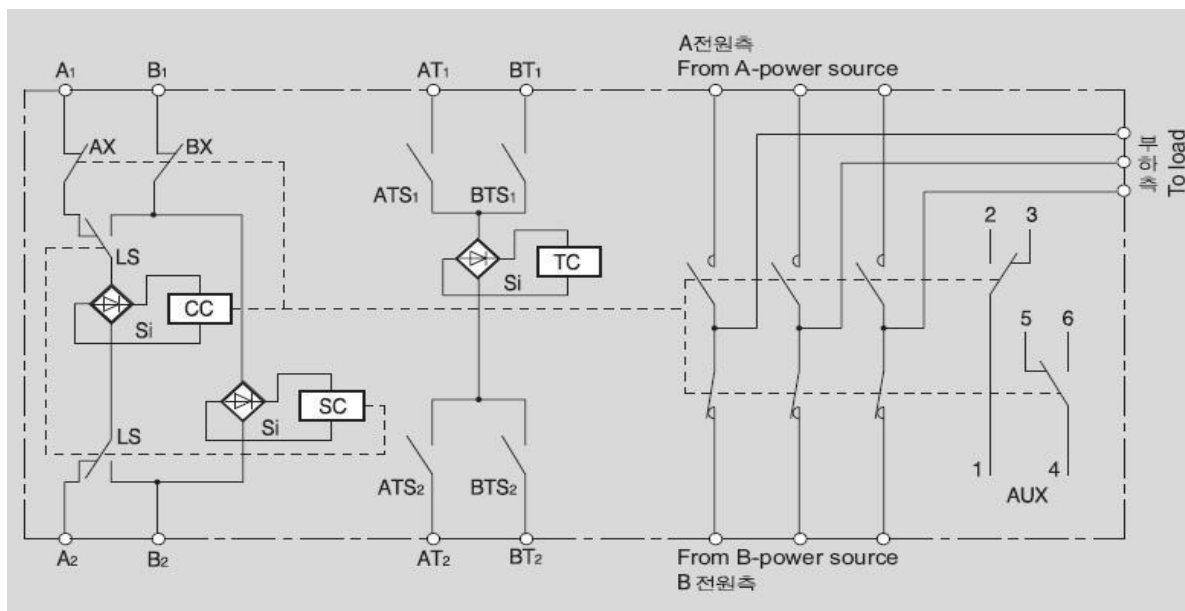 A전원측
From A-power source
A₁ B₁ AT₁ BT₁
AX BX
ATS₁ BTS₁
부하측
To load
2 3
LS
TC
Si
CC
Si
5 6
SC
Si
LS
ATS₂ BTS₂
1 4
AUX
A₂ B₂ AT₂ BT₂
From B-power source
B 전원측